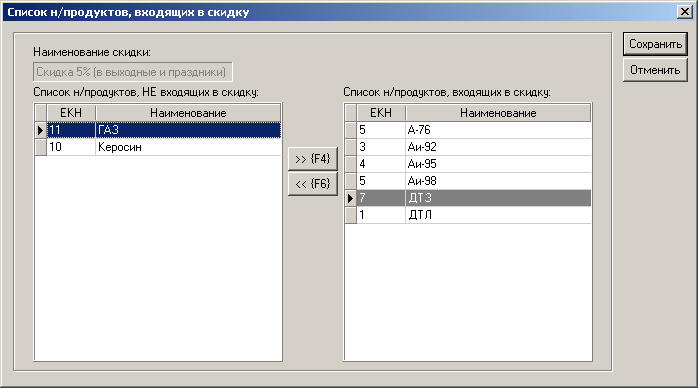 Список н/продуктов, входящих в скидку
Сохранить
Отменить
Наименование скидки:
Скидка 5% (в выходные и праздники)
Список н/продуктов, НЕ входящих в скидку:
ЕКН Наименование
11 ГАЗ
10 Керосин
>> {F4}
<< {F6}
Список н/продуктов, входящих в скидку:
ЕКН Наименование
5 А-76
3 Аи-92
4 Аи-95
5 Аи-98
7 ДТЗ
1 ДТЛ